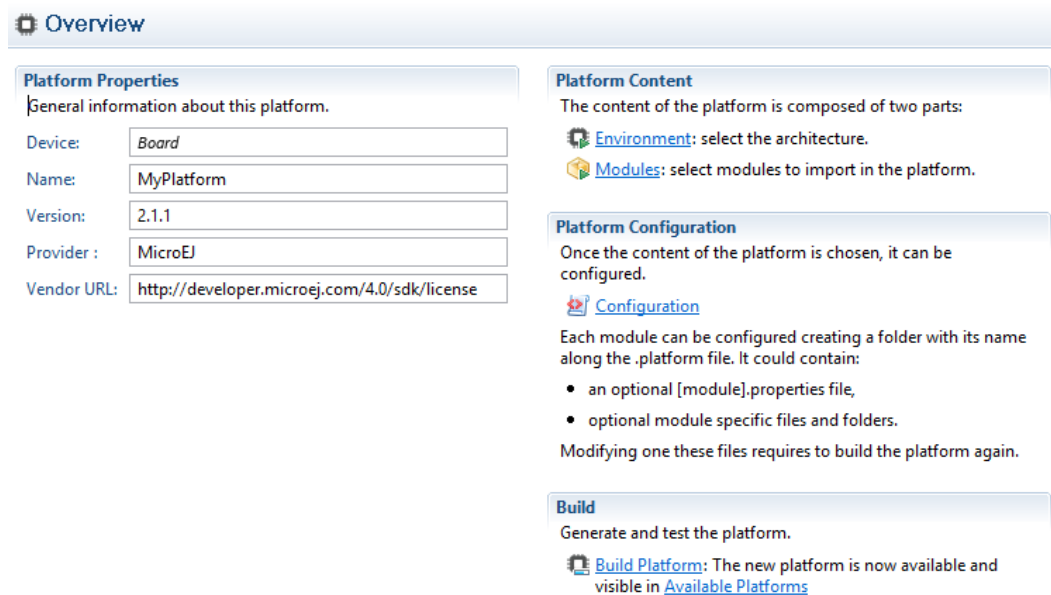 Overview
Platform Properties
General information about this platform.
Device: Board
Name: MyPlatform
Version: 2.1.1
Provider : MicroEJ
Vendor URL: http://developer.microej.com/4.0/sdk/license
Platform Content
The content of the platform is composed of two parts:
Environment: select the architecture.
Modules: select modules to import in the platform.
Platform Configuration
Once the content of the platform is chosen, it can be
configured.
Configuration
Each module can be configured creating a folder with its name
along the .platform file. It could contain:
• an optional [module].properties file,
• optional module specific files and folders.
Modifying one these files requires to build the platform again.
Build
Generate and test the platform.
Build Platform: The new platform is now available and
visible in Available Platforms